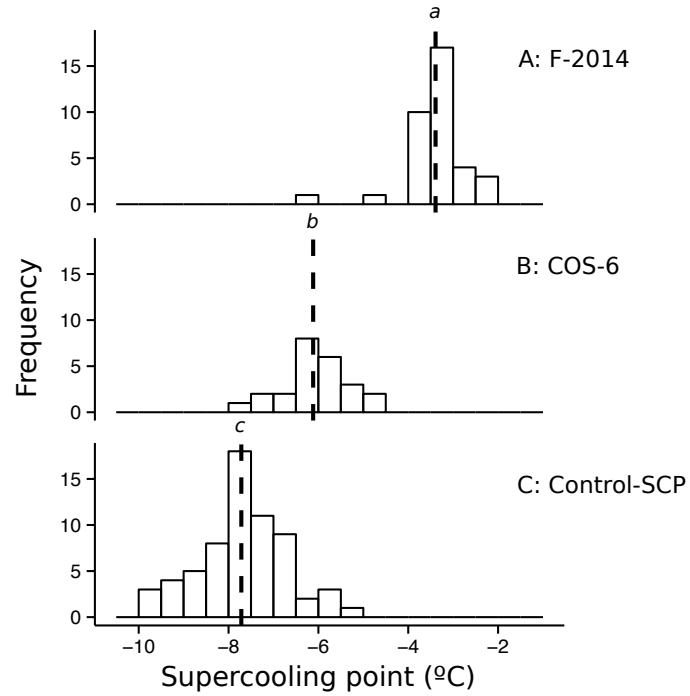 a
A: F-2014
15
10
5
0
b
B: COS-6
15
10
5
0
Frequency
c
C: Control-SCP
15
10
5
0
−10 −8 −6 −4 −2
Supercooling point (ºC)